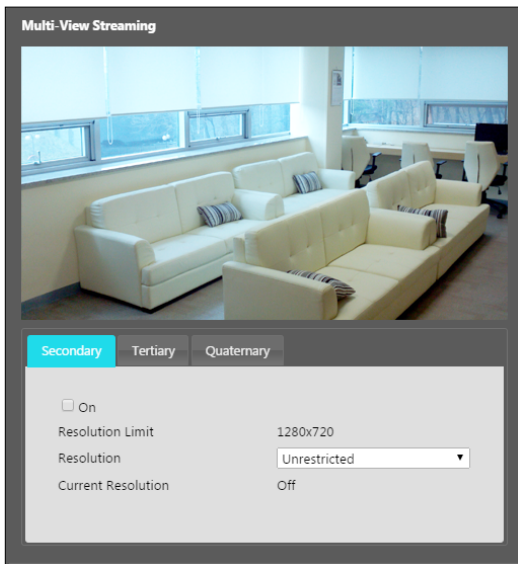 Multi-View Streaming
Secondary Tertiary Quaternary
On
Resolution Limit 1280x720
Resolution Unrestricted
Current Resolution Off